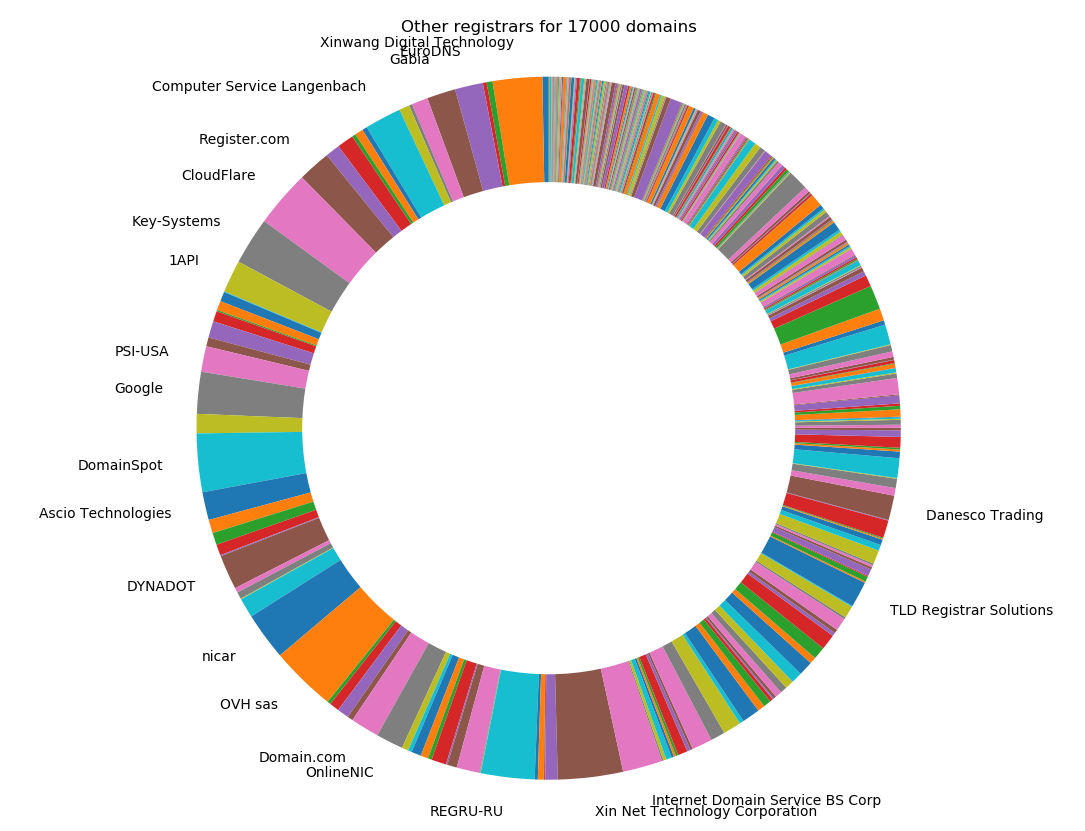 Other registrars for 17000 domains
Xinwang Digital Technology
EuroDNS
Gabia
Computer Service Langenbach
Register.com
CloudFlare
Key-Systems
1API
PSI-USA
Google
DomainSpot
Ascio Technologies
DYNADOT
nicar
OVH sas
Domain.com
OnlineNIC
REGRU-RU
Xin Net Technology Corporation
Internet Domain Service BS Corp
TLD Registrar Solutions
Danesco Trading